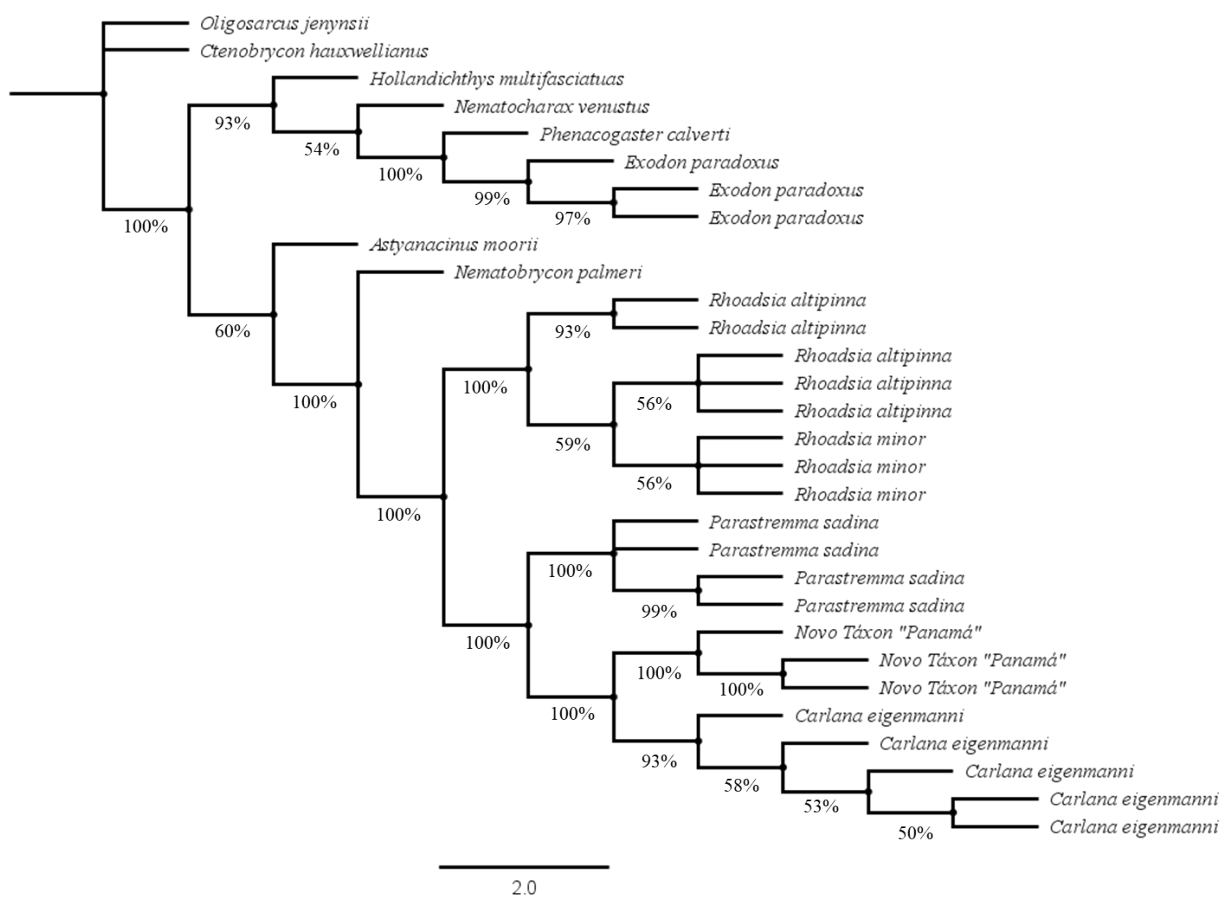 Oligosarcus jenynsii
Ctenobrycon hauxwellianus
Hollandichthys multifasciatuas
93%
Nematocharax venustus
54%
Phenacogaster calverti
100%
Exodon paradoxus
99%
Exodon paradoxus
97%
Exodon paradoxus
100%
Astyanacinus moorii
Nematobrycon palmeri
60%
Rhoadsia altipinna
93%
Rhoadsia altipinna
Rhoadsia altipinna
100%
Rhoadsia altipinna
100%
56%
Rhoadsia altipinna
Rhoadsia minor
59%
Rhoadsia minor
56%
Rhoadsia minor
100%
Parastremma sadina
Parastremma sadina
100%
Parastremma sadina
99%
Parastremma sadina
Novo Táxon "Panamá"
100%
Novo Táxon "Panamá"
100%
Novo Táxon "Panamá"
100%
100%
Carlana eigenmanni
Carlana eigenmanni
93%
Carlana eigenmanni
58%
Carlana eigenmanni
53%
Carlana eigenmanni
50%
2.0